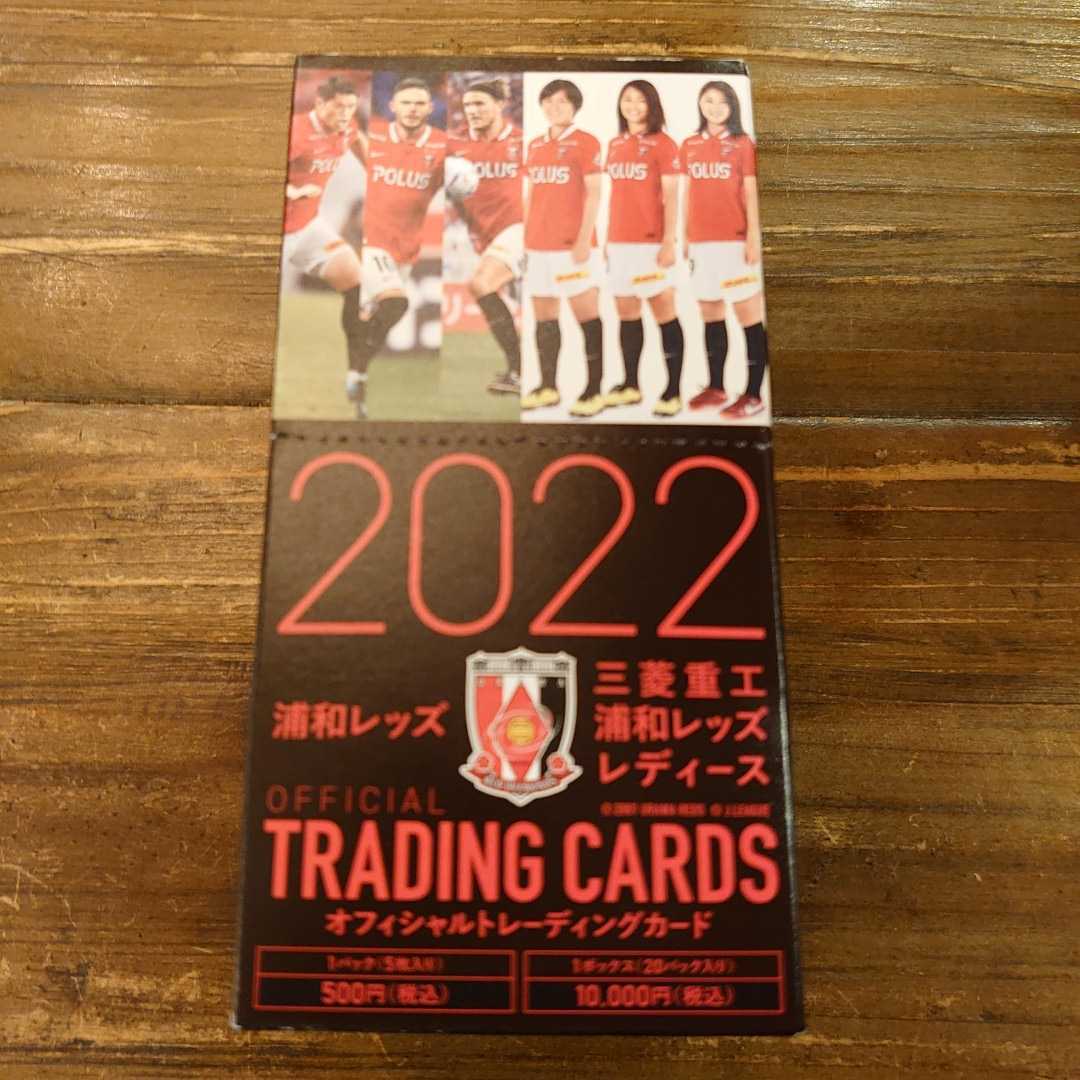 POLUS
POLUS
POLUS
POLUS
POLUS
10
2022
浦和レッズ
三菱重工
浦和レッズ
レディース
OFFICIAL
TRADING CARDS
オフィシャルトレーディングカード
1パック(5枚入り)
500円(税込)
1ボックス(20パック入り)
10,000円(税込)